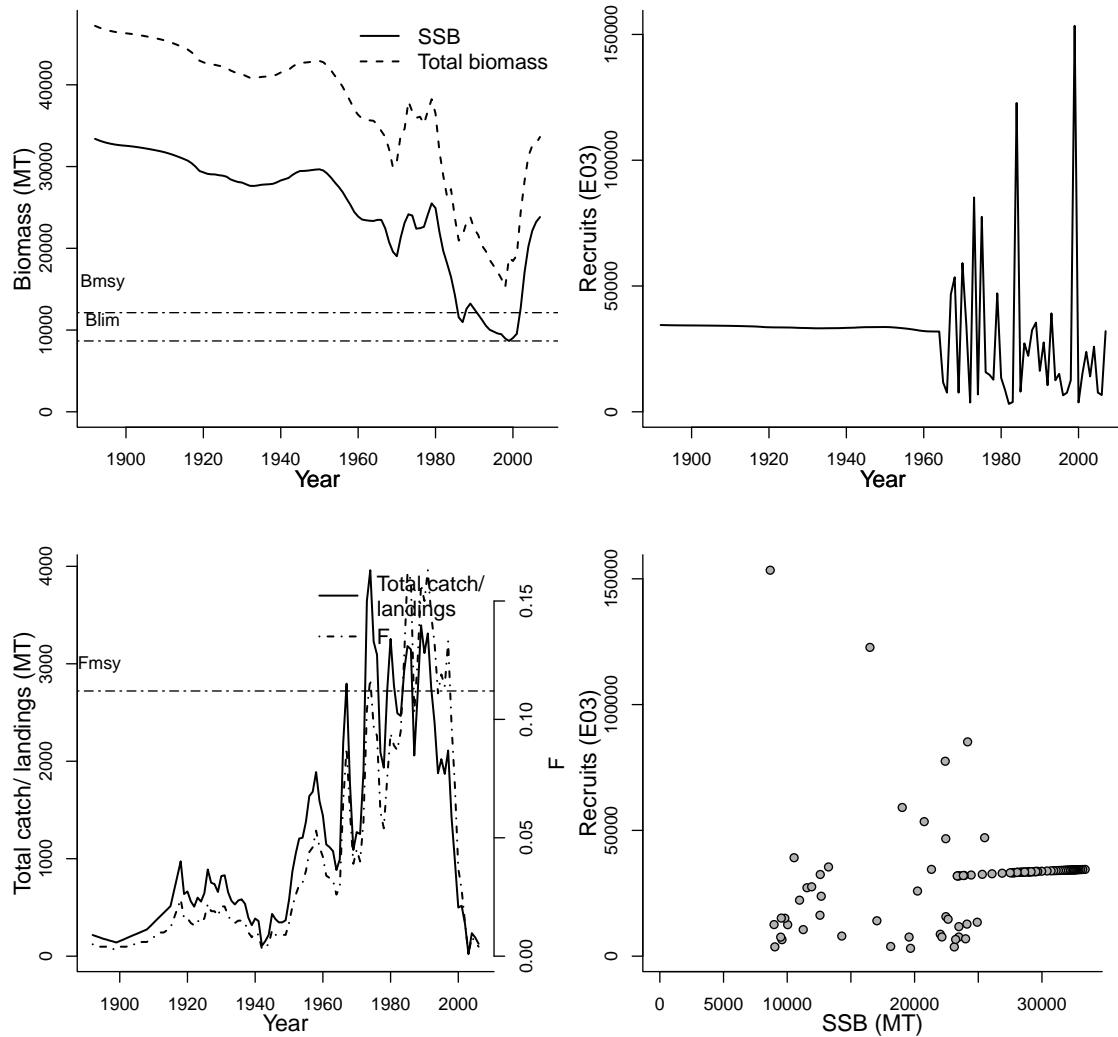 SSB
Total biomass
Biomass (MT)
0
10000
20000
30000
40000
Bmsy
Blim
1900
1920
1940
1960
1980
2000
Year
Recruits (E03)
0
50000
100000
150000
1900
1920
1940
1960
1980
2000
Year
Total catch/
landings
F
Total catch/ landings (MT)
0
1000
2000
3000
4000
Fmsy
0.00
0.05
0.10
0.15
F
1900
1920
1940
1960
1980
2000
Year
Recruits (E03)
0
50000
100000
150000
0
5000
10000
20000
30000
SSB (MT)